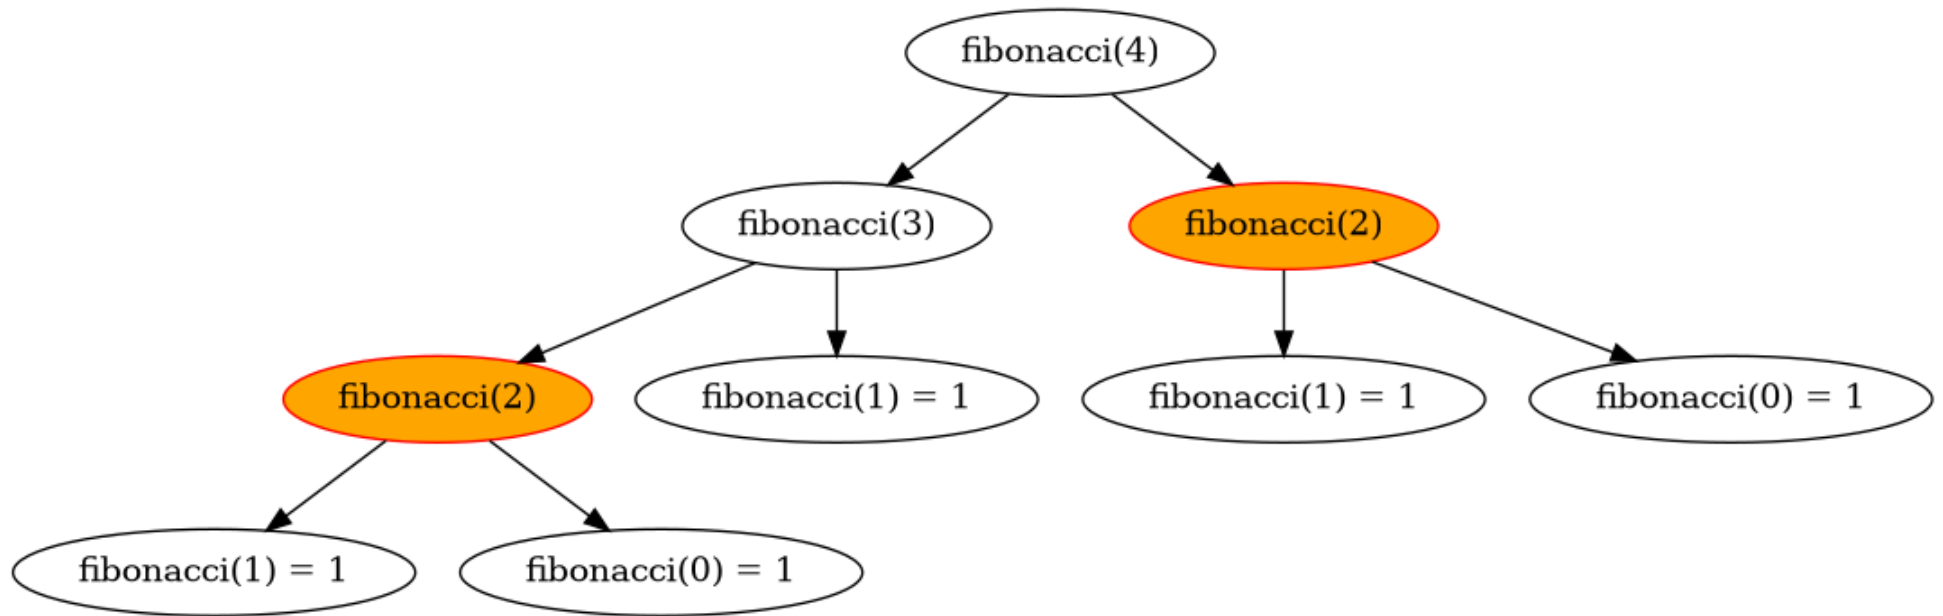 fibonacci(4)
fibonacci(3)
fibonacci(2)
fibonacci(2)
fibonacci(1) = 1
fibonacci(1) = 1
fibonacci(0) = 1
fibonacci(1) = 1
fibonacci(0) = 1